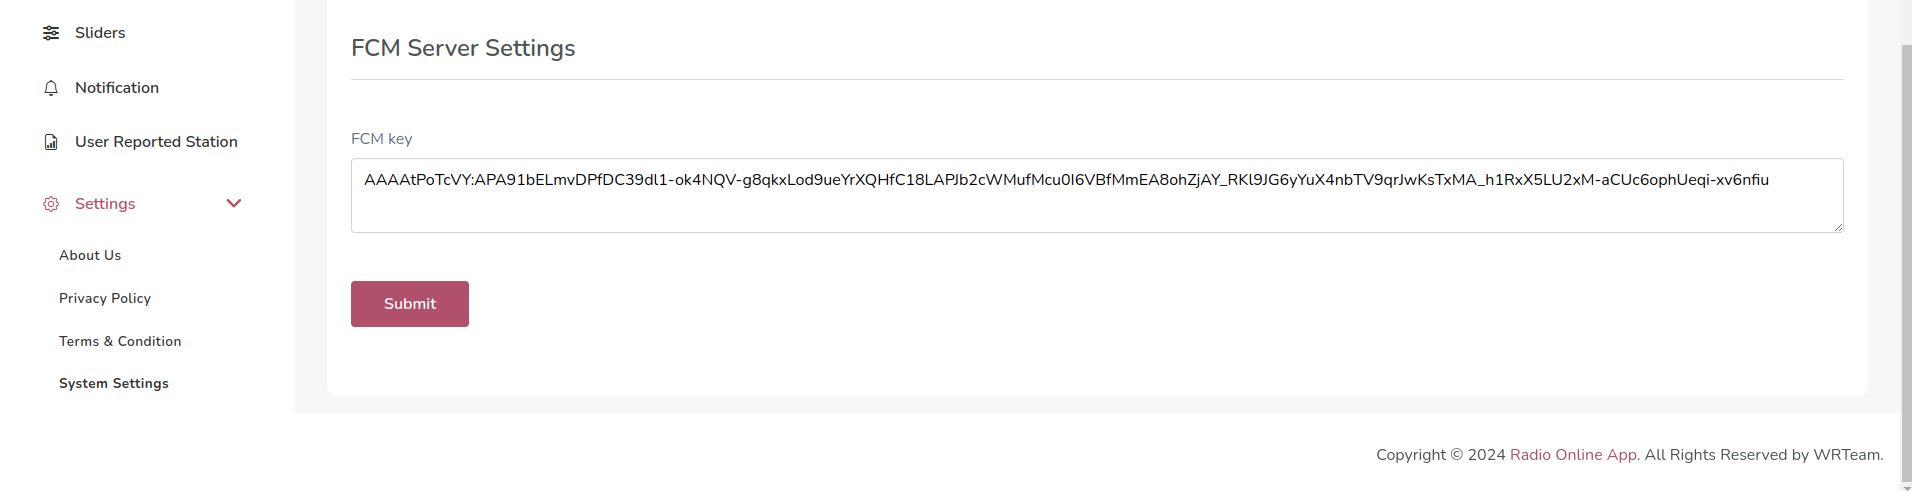 Sliders
Notification
User Reported Station
Settings
About Us
Privacy Policy
Terms & Condition
System Settings
FCM Server Settings
FCM key
AAAAtPoTcVY:APA91bELmvDPfDC39dl1-ok4NQV-g8qkxLod9ueYrXQHfC18LAPJb2cWMufMcu0I6VBfMmEA8ohZjAY_RKl9JG6yYuX4nbTV9qrJwKsTxMA_h1RxX5LU2xM-aCUc6ophUeqi-xv6nfiu
Submit
Copyright © 2024 Radio Online App. All Rights Reserved by WRTeam.